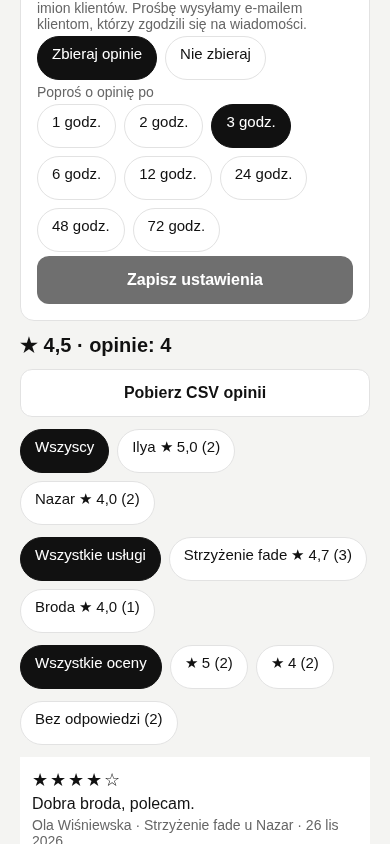 imion klientów. Prośbę wysyłamy e-mailem
klientom, którzy zgodzili się na wiadomości.
Zbieraj opinie
Nie zbieraj
Poproś o opinię po
1 godz.
2 godz.
3 godz.
6 godz.
12 godz.
24 godz.
48 godz.
72 godz.
Zapisz ustawienia
★ 4,5 · opinie: 4
Pobierz CSV opinii
Wszyscy
Ilya ★ 5,0 (2)
Nazar ★ 4,0 (2)
Wszystkie usługi
Strzyżenie fade ★ 4,7 (3)
Broda ★ 4,0 (1)
Wszystkie oceny
★ 5 (2)
★ 4 (2)
Bez odpowiedzi (2)
★★★★☆
Dobra broda, polecam.
Ola Wiśniewska · Strzyżenie fade u Nazar · 26 lis
2026